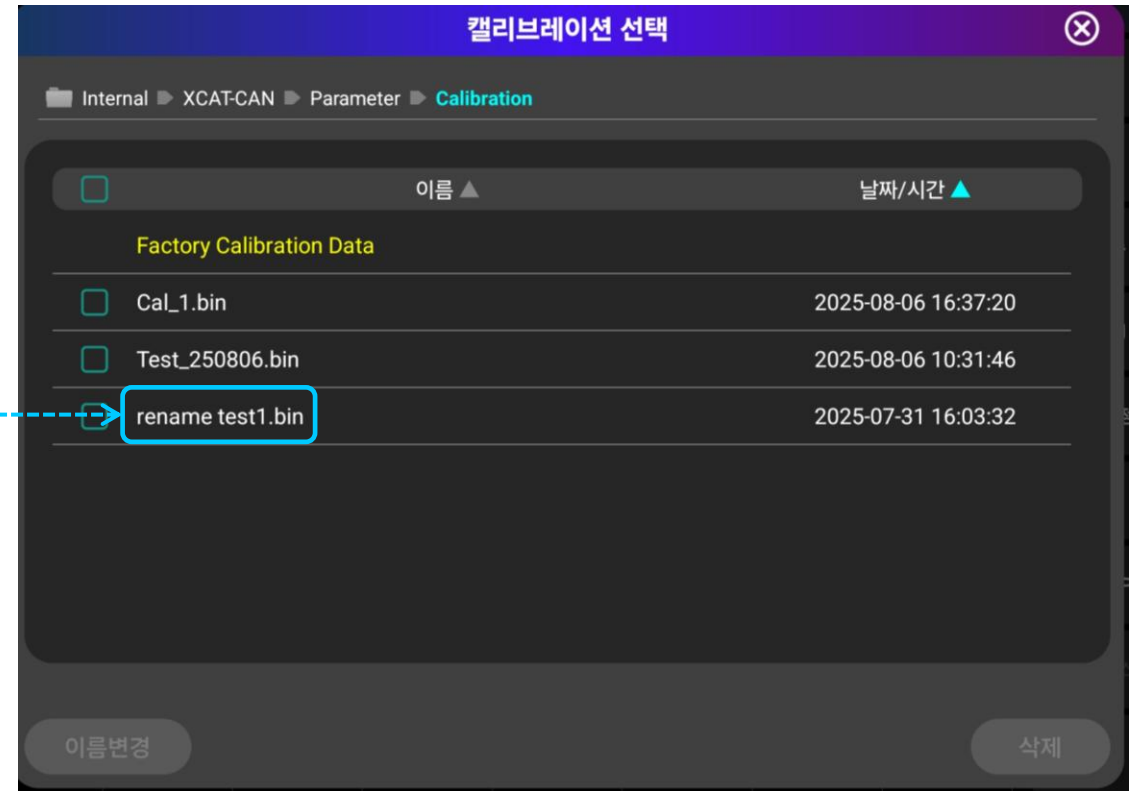 캘리브레이션 선택
Internal XCAT-CAN Parameter Calibration
이름 날짜/시간
Factory Calibration Data
Cal_1.bin 2025-08-06 16:37:20
Test_250806.bin 2025-08-06 10:31:46
rename test1.bin 2025-07-31 16:03:32
이름변경 삭제